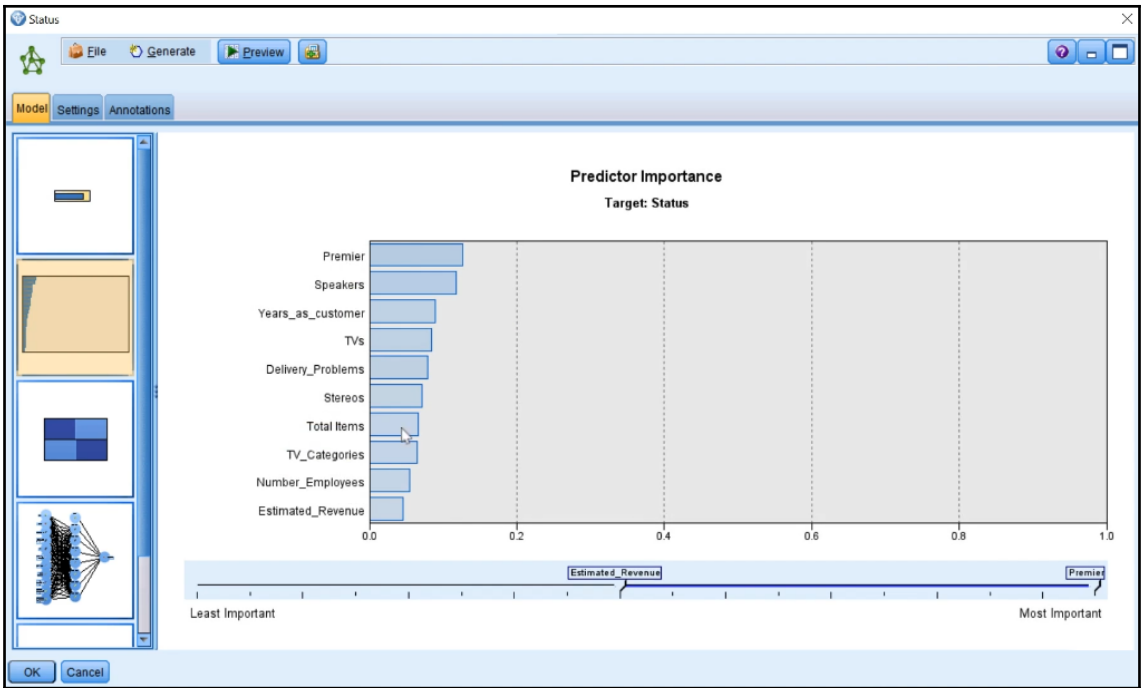 Status
File Generate Preview
Model Settings Annotations
Predictor Importance
Target: Status
Premier
Speakers
Years_as_customer
TVs
Delivery_Problems
Stereos
Total Items
TV_Categories
Number_Employees
Estimated_Revenue
0.0 0.2 0.4 0.6 0.8 1.0
Estimated_Revenue Premier
Least Important Most Important
OK Cancel